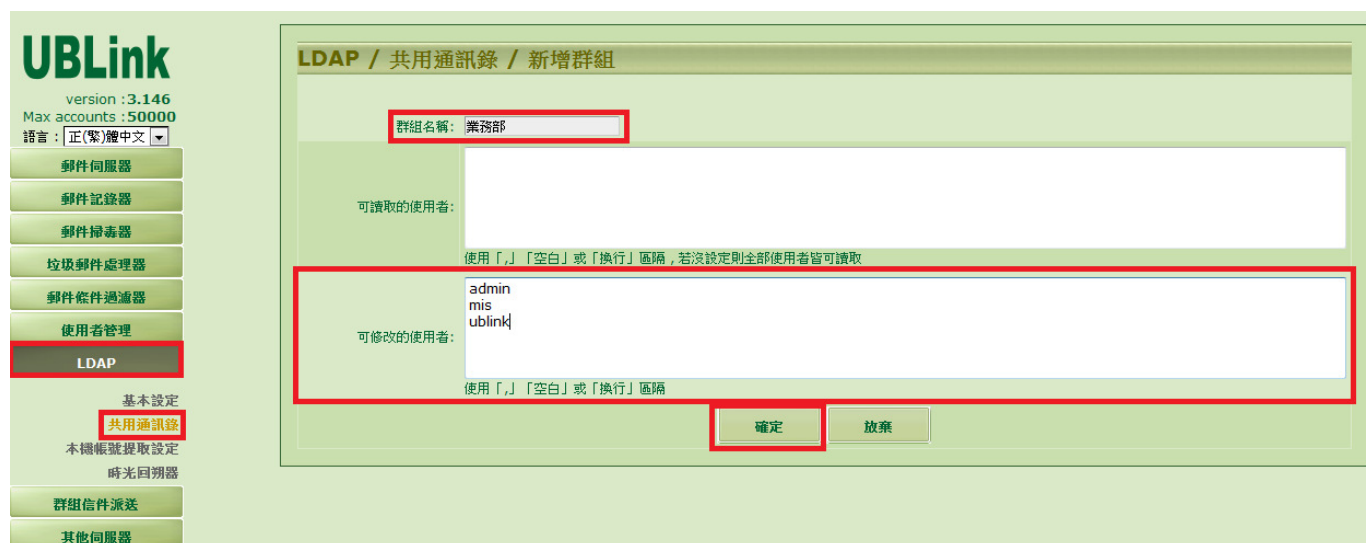 UBLink
version :3.146
Max accounts :50000
語言：正(繁)體中文
郵件伺服器
郵件記錄器
郵件掃毒器
垃圾郵件處理器
郵件條件過濾器
使用者管理
LDAP
基本設定
共用通訊錄
本機帳號提取設定
時光回朔器
群組信件派送
其他伺服器
LDAP / 共用通訊錄 / 新增群組
群組名稱: 業務部
可讀取的使用者:
使用「,」「空白」或「換行」區隔 , 若沒設定則全部使用者皆可讀取
可修改的使用者:
admin
mis
ublink
使用「,」「空白」或「換行」區隔
確定 放棄